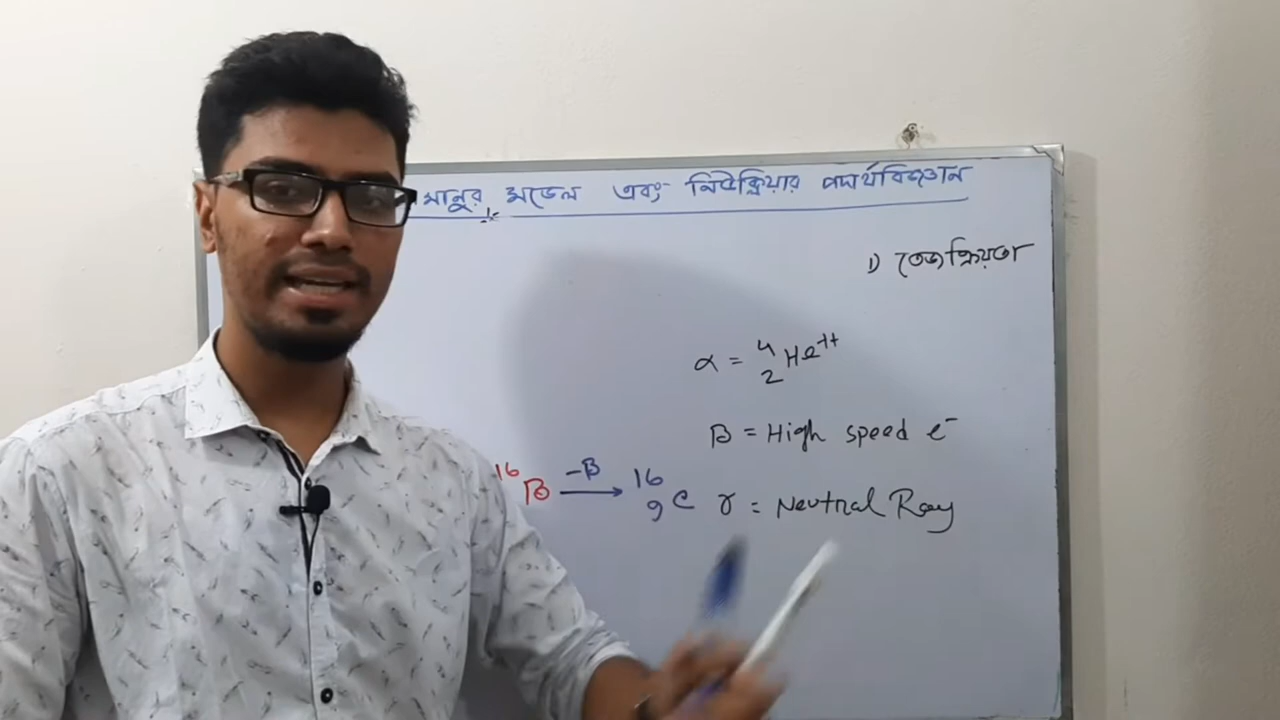 মানুর মডেল এবং নিউক্লিয়ার পদার্থবিজ্ঞান
1) তেজস্ক্রিয়তা
α = ⁴₂He⁺⁺
β = High speed e⁻
¹⁶B —−β→ ¹⁶₉C
γ = Neutral Ray